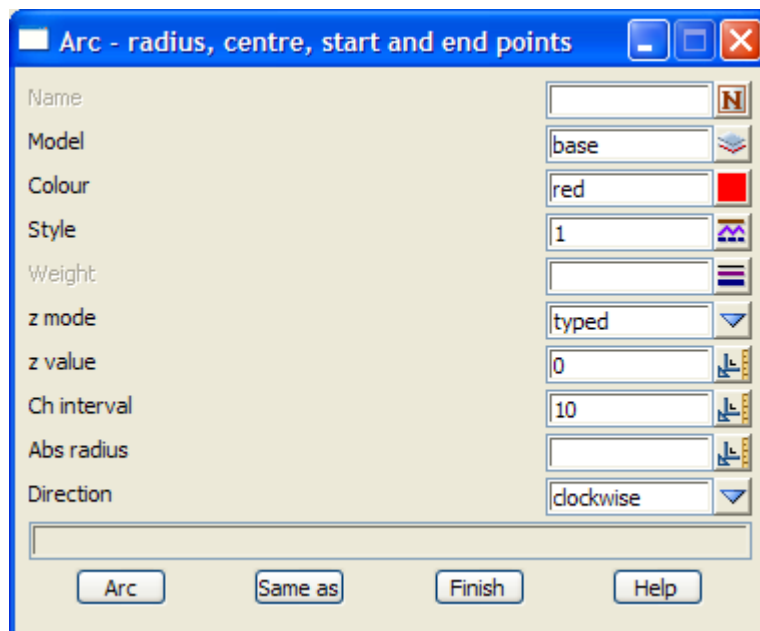 Arc - radius, centre, start and end points
Name N
Model base
Colour red
Style 1
Weight
z mode typed
z value 0
Ch interval 10
Abs radius
Direction clockwise
Arc Same as Finish Help